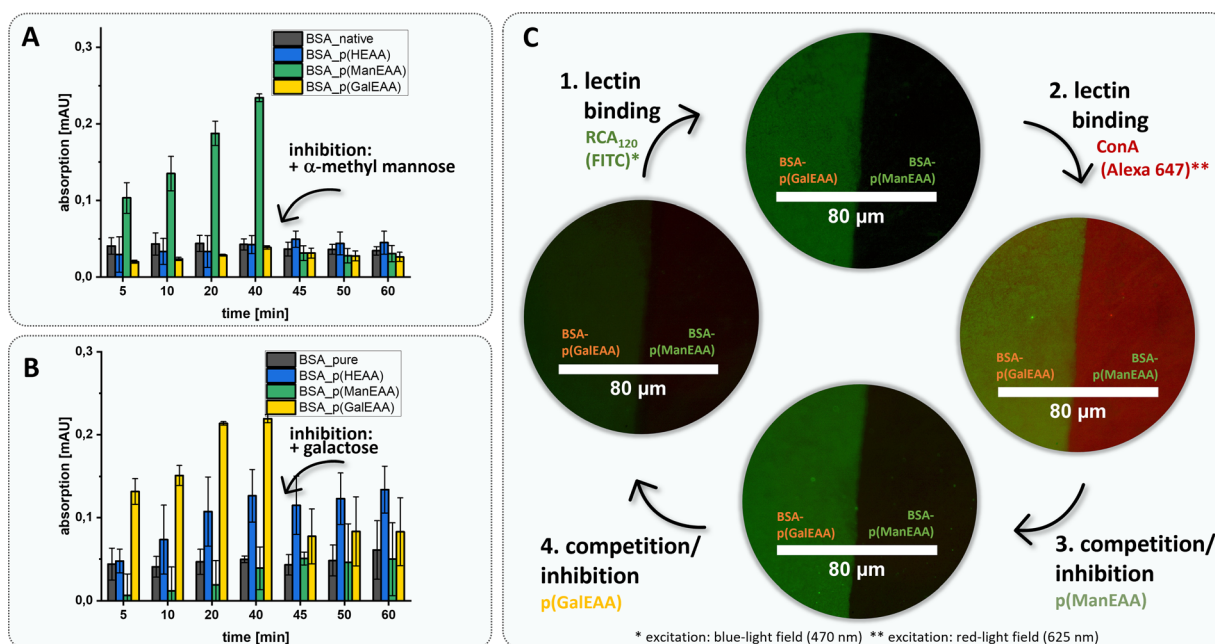 A
0,3
0,2
0,1
0,0
absorption [mAU]
BSA_native
BSA_p(HEAA)
BSA_p(ManEAA)
BSA_p(GalEAA)
inhibition:
+ α-methyl mannose
5 10 20 40 45 50 60
time [min]
B
0,3
0,2
0,1
0,0
absorption [mAU]
BSA_pure
BSA_p(HEAA)
BSA_p(ManEAA)
BSA_p(GalEAA)
inhibition:
+ galactose
5 10 20 40 45 50 60
time [min]
C
1. lectin
binding
RCA₁₂₀
(FITC)*
BSA-
p(GalEAA)
BSA-
p(ManEAA)
80 µm
2. lectin
binding
ConA
(Alexa 647)**
BSA-
p(GalEAA)
BSA-
p(ManEAA)
80 µm
3. competition/
inhibition
p(ManEAA)
BSA-
p(GalEAA)
BSA-
p(ManEAA)
80 µm
4. competition/
inhibition
p(GalEAA)
BSA-
p(GalEAA)
BSA-
p(ManEAA)
80 µm
* excitation: blue-light field (470 nm) ** excitation: red-light field (625 nm)